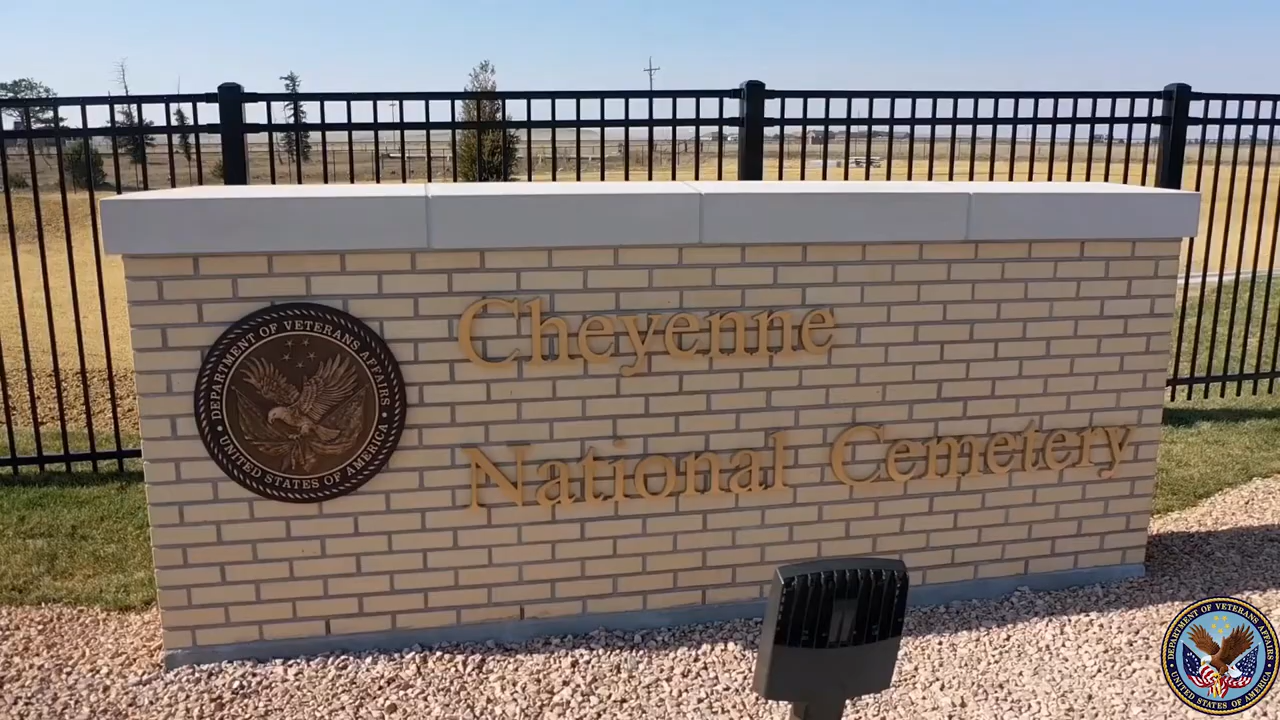 Cheyenne
National Cemetery
DEPARTMENT OF VETERANS AFFAIRS
UNITED STATES OF AMERICA
DEPARTMENT OF VETERANS AFFAIRS
UNITED STATES OF AMERICA